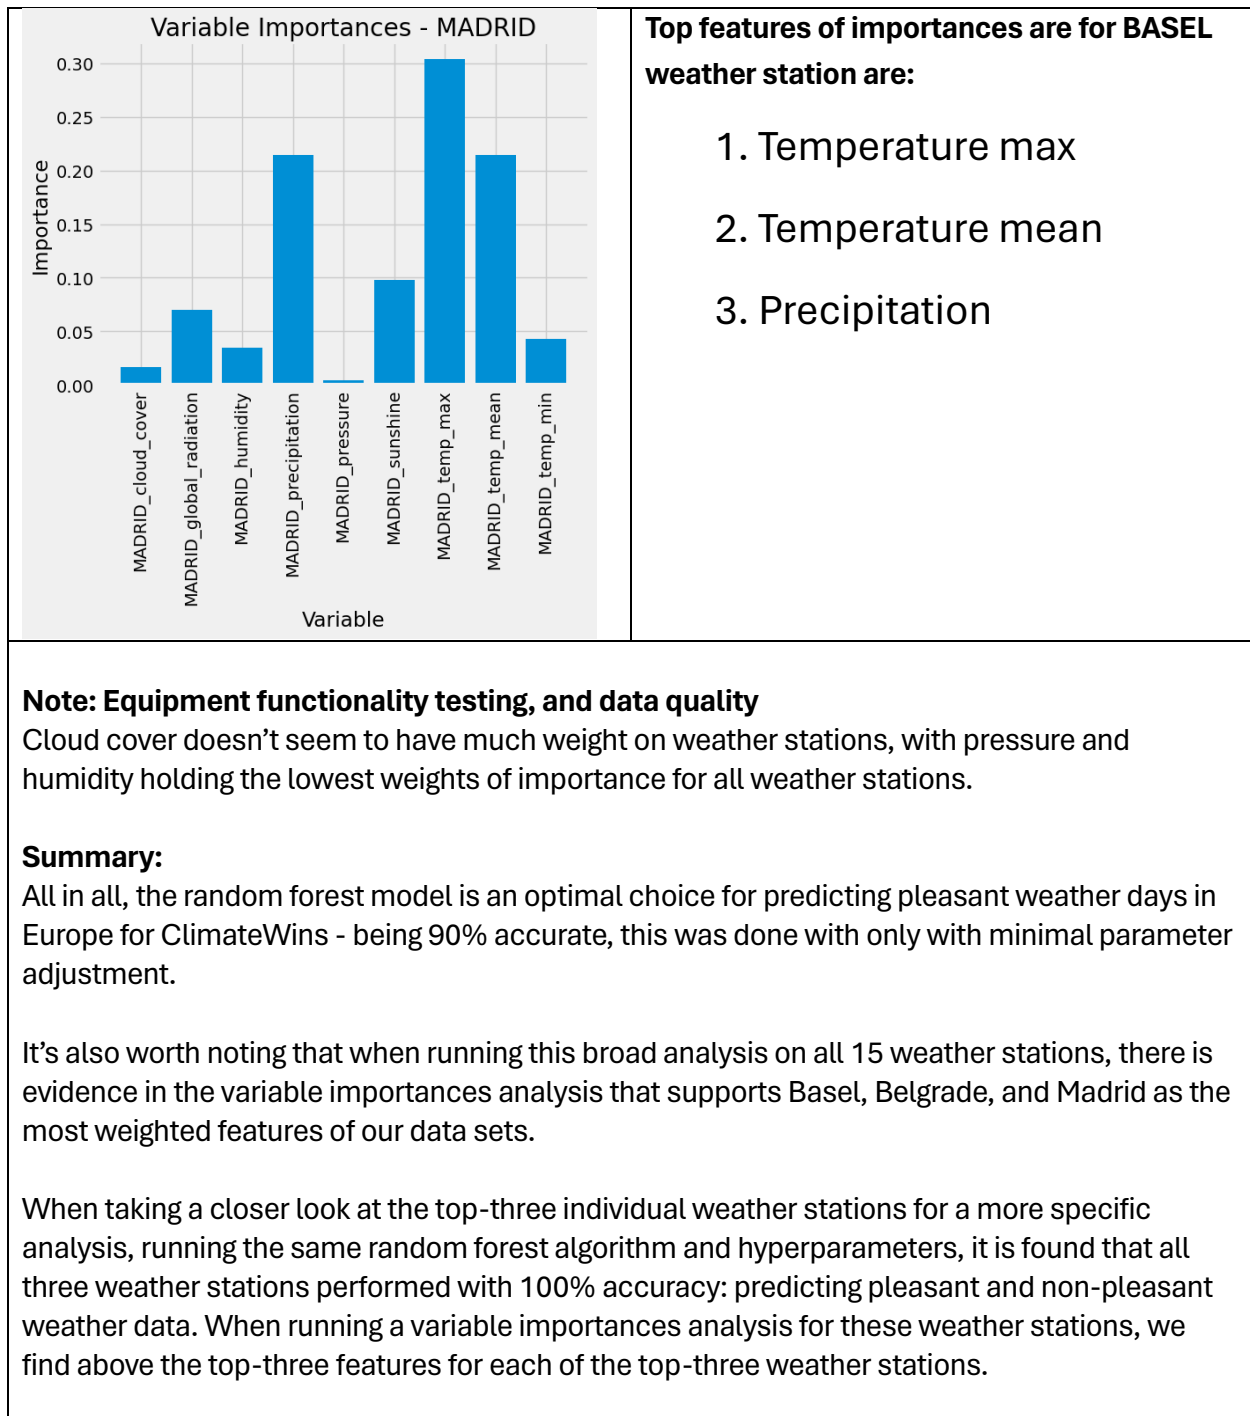 Variable Importances - MADRID
0.30
0.25
0.20
0.15
0.10
0.05
0.00
Importance
MADRID_cloud_cover
MADRID_global_radiation
MADRID_humidity
MADRID_precipitation
MADRID_pressure
MADRID_sunshine
MADRID_temp_max
MADRID_temp_mean
MADRID_temp_min
Variable
Top features of importances are for BASEL
weather station are:
1. Temperature max
2. Temperature mean
3. Precipitation
Note: Equipment functionality testing, and data quality
Cloud cover doesn’t seem to have much weight on weather stations, with pressure and
humidity holding the lowest weights of importance for all weather stations.
Summary:
All in all, the random forest model is an optimal choice for predicting pleasant weather days in
Europe for ClimateWins - being 90% accurate, this was done with only with minimal parameter
adjustment.
It’s also worth noting that when running this broad analysis on all 15 weather stations, there is
evidence in the variable importances analysis that supports Basel, Belgrade, and Madrid as the
most weighted features of our data sets.
When taking a closer look at the top-three individual weather stations for a more specific
analysis, running the same random forest algorithm and hyperparameters, it is found that all
three weather stations performed with 100% accuracy: predicting pleasant and non-pleasant
weather data. When running a variable importances analysis for these weather stations, we
find above the top-three features for each of the top-three weather stations.